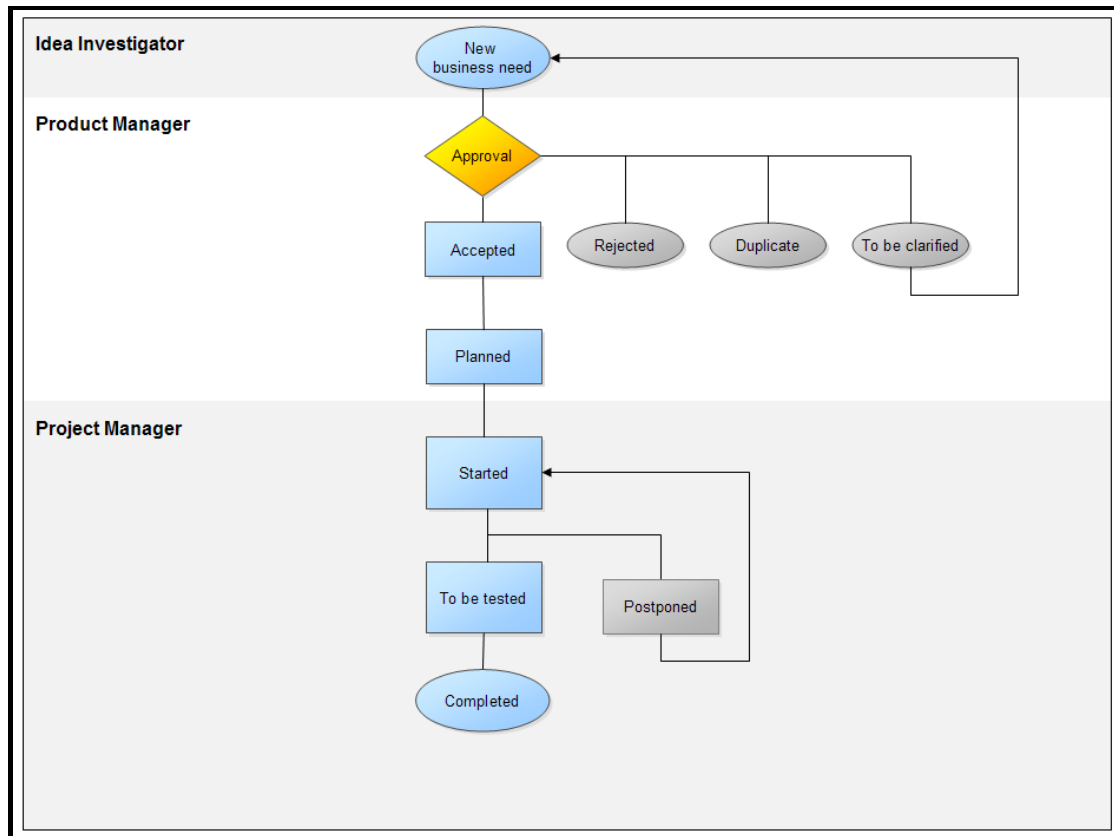 Idea Investigator
New
business need
Product Manager
Approval
Accepted
Rejected
Duplicate
To be clarified
Planned
Project Manager
Started
To be tested
Postponed
Completed